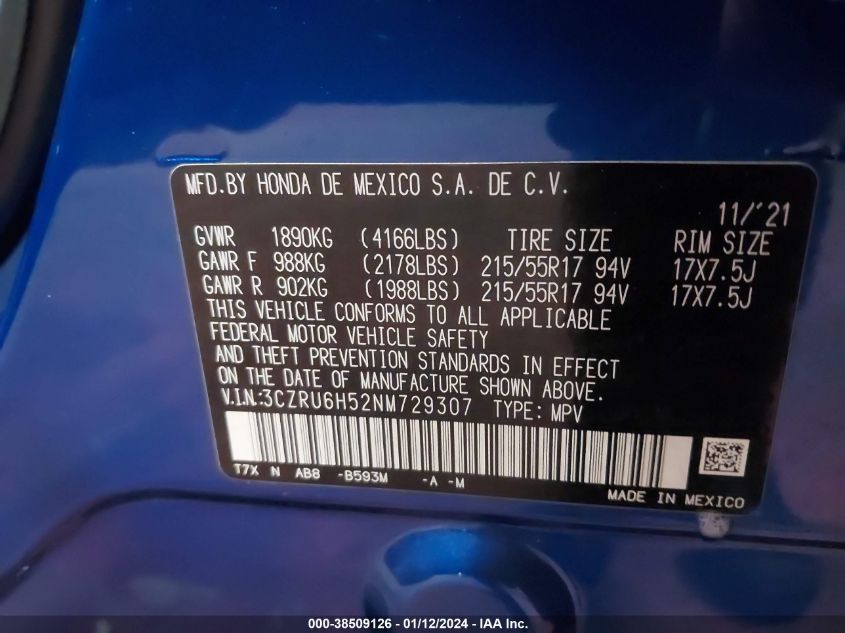 MFD.BY HONDA DE MEXICO S.A. DE C.V.
11/'21
GVWR 1890KG (4166LBS) TIRE SIZE RIM SIZE
GAWR F 988KG (2178LBS) 215/55R17 94V 17X7.5J
GAWR R 902KG (1988LBS) 215/55R17 94V 17X7.5J
THIS VEHICLE CONFORMS TO ALL APPLICABLE
FEDERAL MOTOR VEHICLE SAFETY
AND THEFT PREVENTION STANDARDS IN EFFECT
ON THE DATE OF MANUFACTURE SHOWN ABOVE.
V.I.N.:3CZRU6H52NM729307 TYPE: MPV
T7X N AB8 -B593M -A -M
MADE IN MEXICO
000-38509126 - 01/12/2024 - IAA Inc.